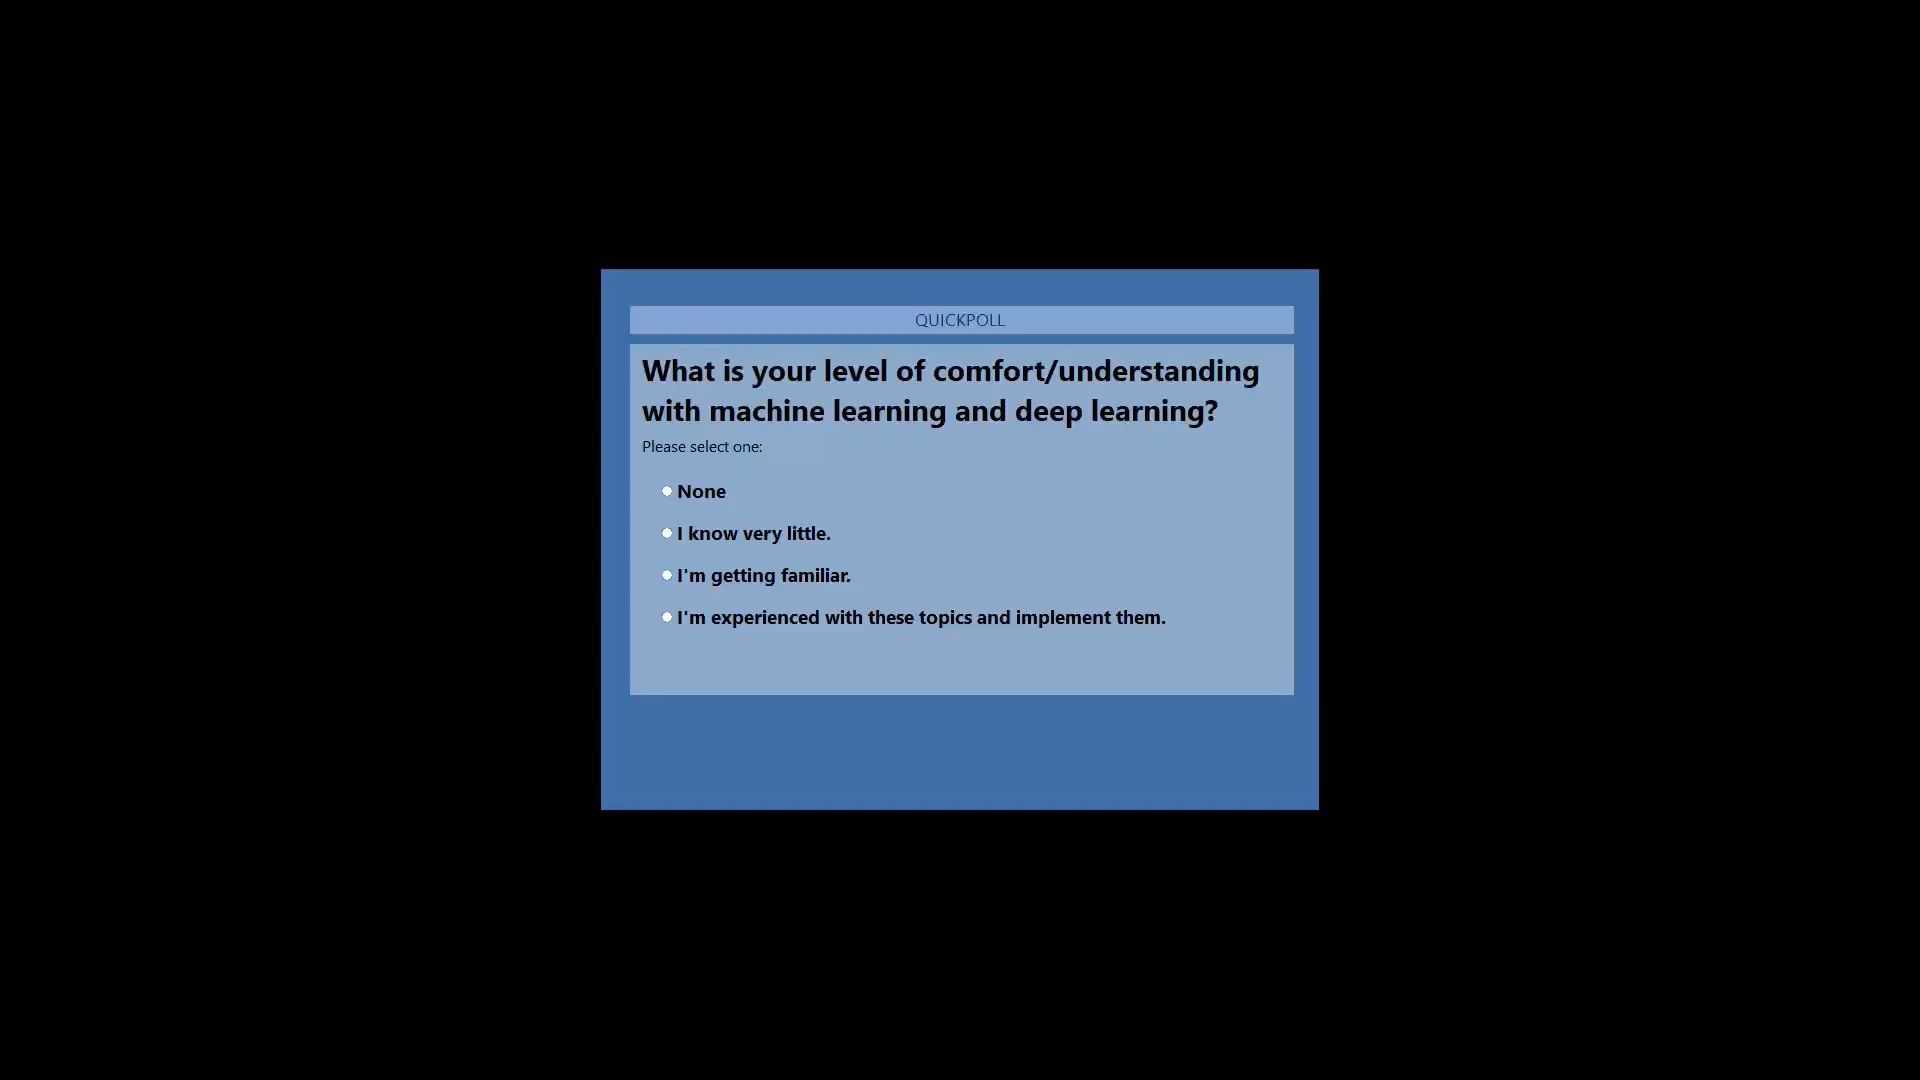 QUICKPOLL
What is your level of comfort/understanding
with machine learning and deep learning?
Please select one:
None
I know very little.
I'm getting familiar.
I'm experienced with these topics and implement them.